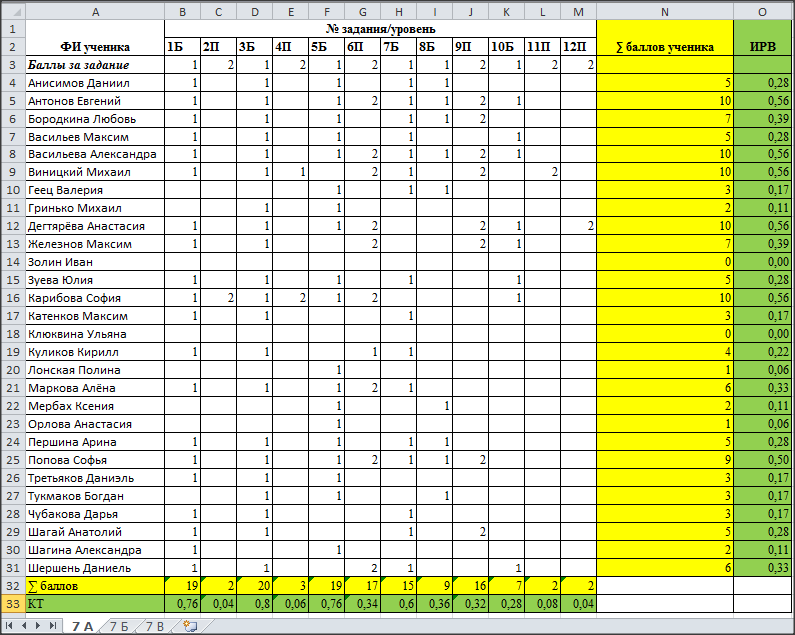 A B C D E F G H I J K L M N O
1 № задания/уровень
2 ФИ ученика 1Б 2П 3Б 4П 5Б 6П 7Б 8Б 9П 10Б 11П 12П ∑ баллов ученика ИРВ
3 Баллы за задание 1 2 1 2 1 2 1 1 2 1 2 2
4 Анисимов Даниил 1 1 1 1 1 5 0,28
5 Антонов Евгений 1 1 1 2 1 1 2 1 10 0,56
6 Бородкина Любовь 1 1 1 1 1 2 7 0,39
7 Васильев Максим 1 1 1 1 1 5 0,28
8 Васильева Александра 1 1 1 2 1 1 2 1 10 0,56
9 Виницкий Михаил 1 1 1 2 1 2 2 10 0,56
10 Геец Валерия 1 1 1 3 0,17
11 Гринько Михаил 1 1 2 0,11
12 Дегтярёва Анастасия 1 1 1 2 2 1 2 10 0,56
13 Железнов Максим 1 1 2 2 1 7 0,39
14 Золин Иван 0 0,00
15 Зуева Юлия 1 1 1 1 1 5 0,28
16 Карибова София 1 2 1 2 1 2 1 10 0,56
17 Катенков Максим 1 1 1 3 0,17
18 Клюквина Ульяна 0 0,00
19 Куликов Кирилл 1 1 1 1 4 0,22
20 Лонская Полина 1 1 0,06
21 Маркова Алёна 1 1 1 2 1 6 0,33
22 Мербах Ксения 1 1 2 0,11
23 Орлова Анастасия 1 1 0,06
24 Першина Арина 1 1 1 1 1 5 0,28
25 Попова Софья 1 1 1 2 1 1 2 9 0,50
26 Третьяков Даниэль 1 1 1 3 0,17
27 Тукмаков Богдан 1 1 1 3 0,17
28 Чубакова Дарья 1 1 1 3 0,17
29 Шагай Анатолий 1 1 1 2 5 0,28
30 Шагина Александра 1 1 2 0,11
31 Шершень Даниель 1 1 2 1 1 6 0,33
32 ∑ баллов 19 2 20 3 19 17 15 9 16 7 2 2
33 КТ 0,76 0,04 0,8 0,06 0,76 0,34 0,6 0,36 0,32 0,28 0,08 0,04
7 А 7 Б 7 В